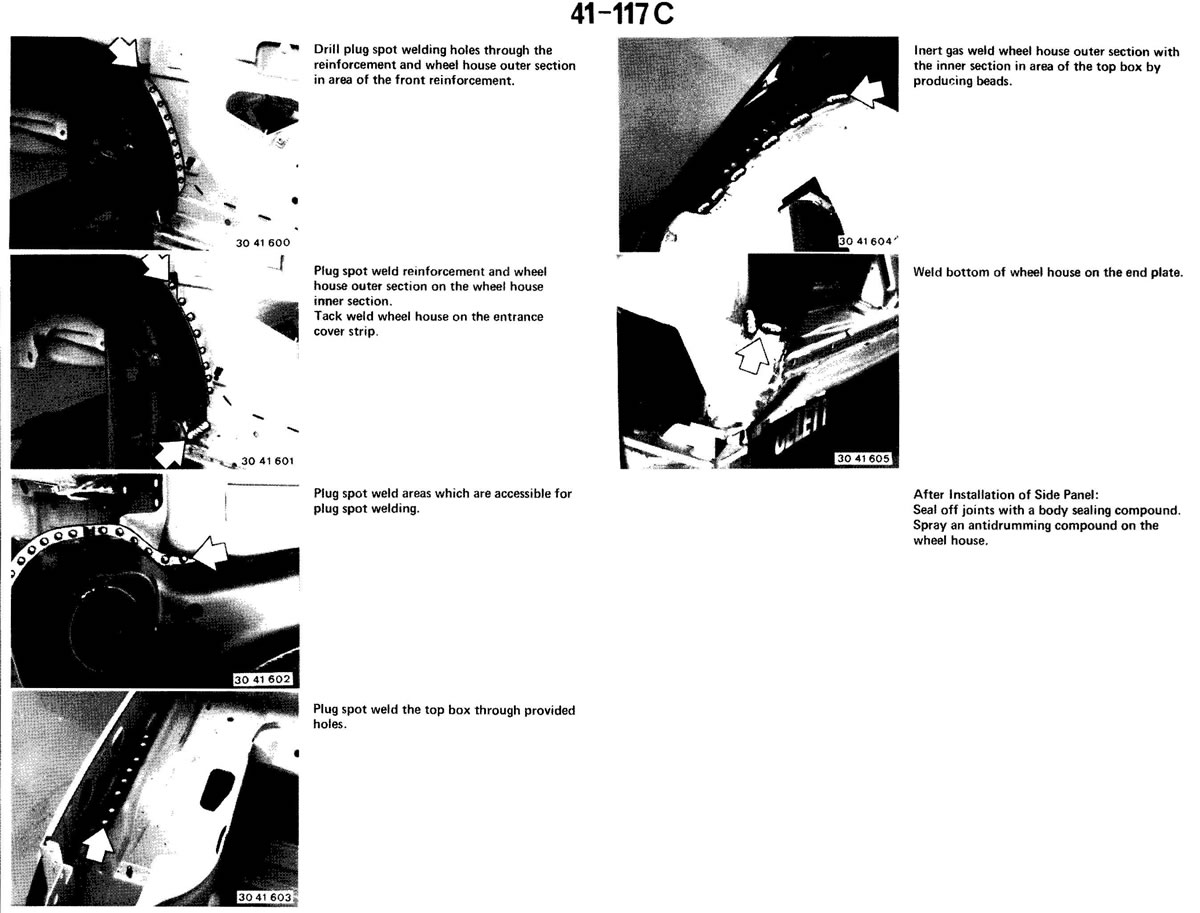 41-117C
Drill plug spot welding holes through the
reinforcement and wheel house outer section
in area of the front reinforcement.
30 41 600
Plug spot weld reinforcement and wheel
house outer section on the wheel house
inner section.
Tack weld wheel house on the entrance
cover strip.
30 41 601
Plug spot weld areas which are accessible for
plug spot welding.
30 41 602
Plug spot weld the top box through provided
holes.
30 41 603
Inert gas weld wheel house outer section with
the inner section in area of the top box by
producing beads.
30 41 604
Weld bottom of wheel house on the end plate.
30 41 605
After Installation of Side Panel:
Seal off joints with a body sealing compound.
Spray an antidrumming compound on the
wheel house.